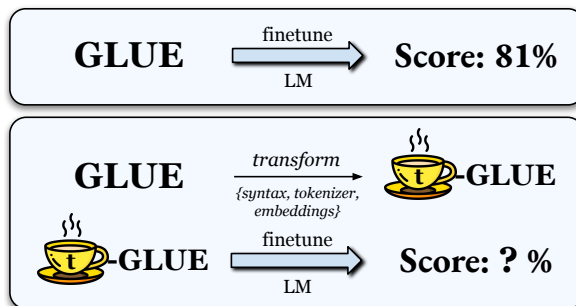 GLUE finetune LM Score: 81%
GLUE transform {syntax, tokenizer, embeddings} t-GLUE
t-GLUE finetune LM Score: ? %